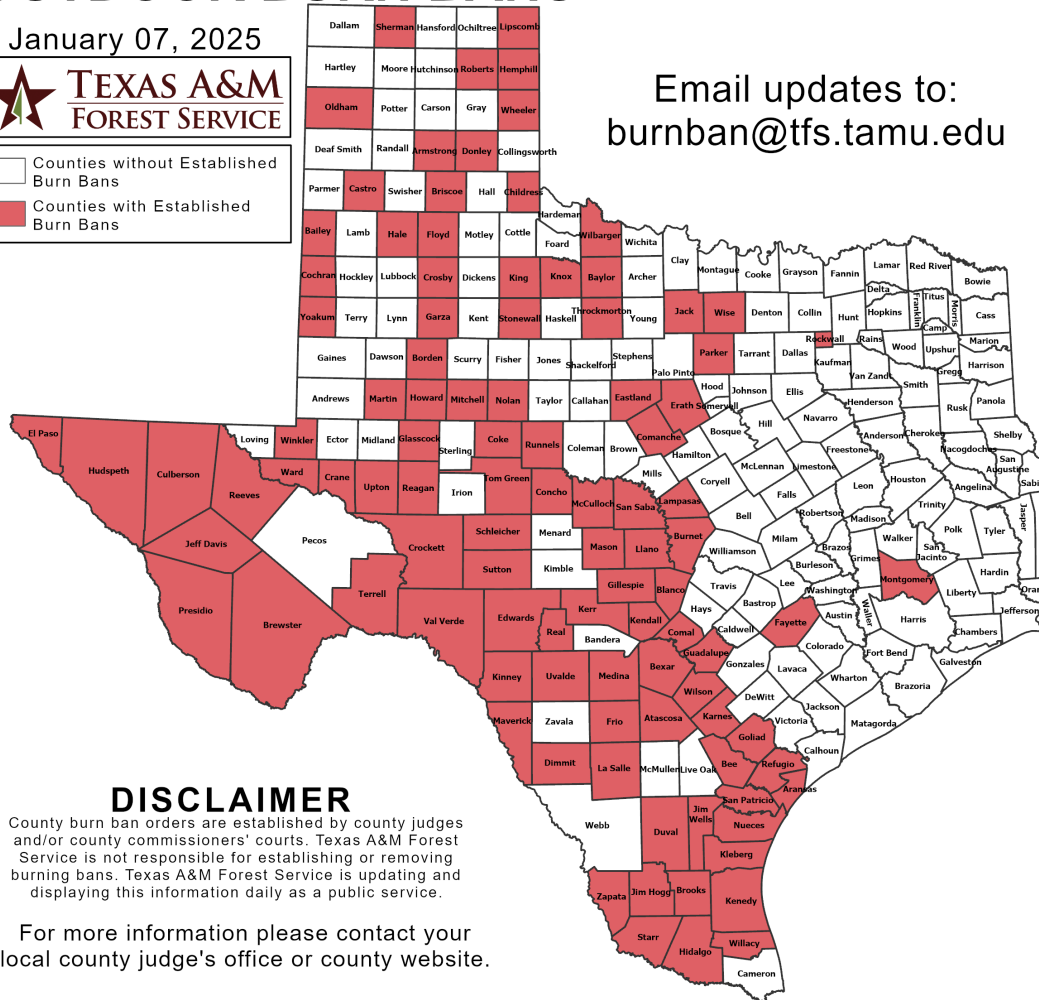 January 07, 2025
TEXAS A&M
FOREST SERVICE
Counties without Established
Burn Bans
Counties with Established
Burn Bans
Email updates to:
burnban@tfs.tamu.edu
Dallam Sherman Hansford Ochiltree Lipscomb
Hartley Moore Hutchinson Roberts Hemphill
Oldham Potter Carson Gray Wheeler
Deaf Smith Randall Armstrong Donley Collingsworth
Parmer Castro Swisher Briscoe Hall Childress
Hardeman
Bailey Lamb Hale Floyd Motley Cottle Foard Wilbarger Wichita
Clay Montague Cooke Grayson Fannin Lamar Red River Bowie
Cochran Hockley Lubbock Crosby Dickens King Knox Baylor Archer
Delta Franklin Titus Morris Cass
Yoakum Terry Lynn Garza Kent Stonewall Haskell Throckmorton Young Jack Wise Denton Collin Hunt Hopkins Camp
Rockwall Rains Wood Upshur Marion
Gaines Dawson Borden Scurry Fisher Jones Shackelford Stephens Palo Pinto Parker Tarrant Dallas Kaufman Van Zandt Gregg Harrison
Andrews Martin Howard Mitchell Nolan Taylor Callahan Eastland Erath Hood Somervell Johnson Ellis Henderson Smith Rusk Panola
El Paso Loving Winkler Ector Midland Glasscock Sterling Coke Runnels Coleman Brown Comanche Bosque Hill Navarro Anderson Cherokee Nacogdoches Shelby
Hudspeth Culberson Reeves Ward Crane Upton Reagan Irion Tom Green Concho McCulloch San Saba Mills Hamilton Coryell McLennan Limestone Freestone Leon Houston Angelina San
Augustine Sabi
Jeff Davis Pecos Crockett Schleicher Menard Mason Llano Lampasas Burnet Bell Falls Robertson Madison Trinity Polk Tyler Jasper
Terrell Sutton Kimble Gillespie Blanco Williamson Milam Brazos Grimes Walker San
Jacinto Hardin
Presidio Brewster Val Verde Edwards Real Kerr Bandera Kendall Comal Hays Travis Bastrop Lee Burleson Washington Montgomery Liberty Oran
Jefferson
Kinney Uvalde Medina Bexar Guadalupe Caldwell Fayette Austin Waller Harris Chambers
Colorado Fort Bend Galveston
Gonzales Lavaca Wharton Brazoria
Maverick Zavala Frio Atascosa Wilson Karnes DeWitt Victoria Jackson Matagorda
Dimmit La Salle McMullen Live Oak Bee Goliad Refugio Calhoun
Aransas
San Patricio
Webb Duval Jim
Wells Nueces
Kleberg
Zapata Jim Hogg Brooks Kenedy
Starr Hidalgo Willacy
Cameron
DISCLAIMER
County burn ban orders are established by county judges
and/or county commissioners' courts. Texas A&M Forest
Service is not responsible for establishing or removing
burning bans. Texas A&M Forest Service is updating and
displaying this information daily as a public service.
For more information please contact your
local county judge's office or county website.